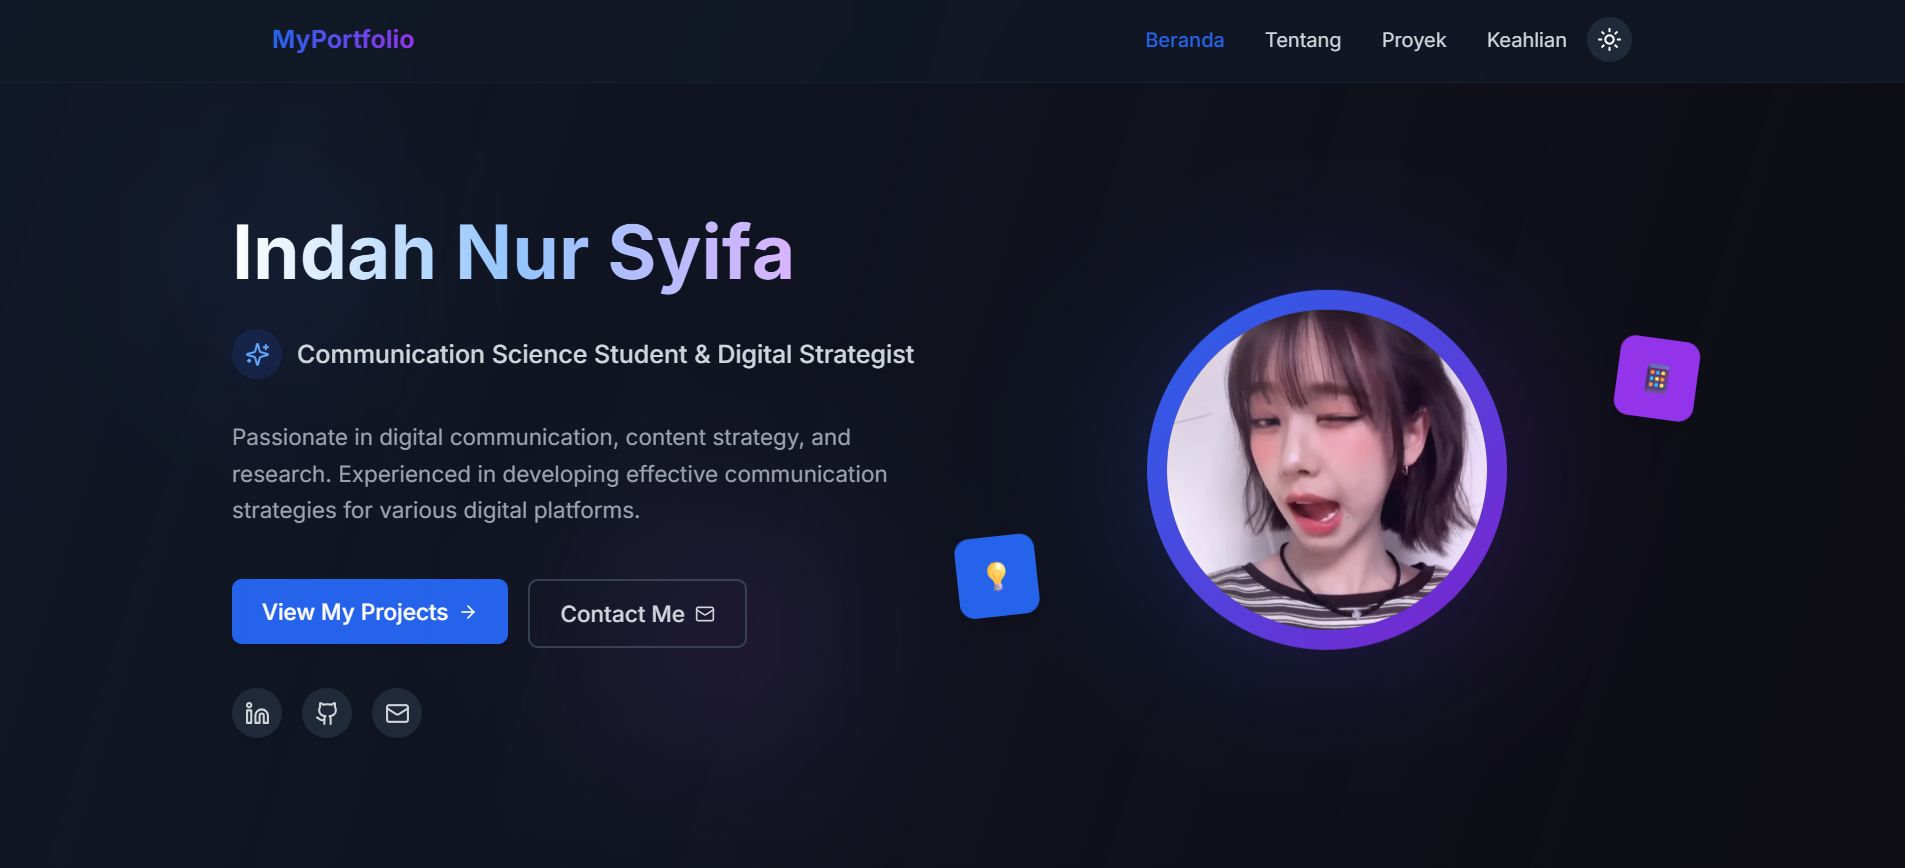 MyPortfolio
Beranda
Tentang
Proyek
Keahlian
Indah Nur Syifa
Communication Science Student & Digital Strategist
Passionate in digital communication, content strategy, and
research. Experienced in developing effective communication
strategies for various digital platforms.
View My Projects
Contact Me